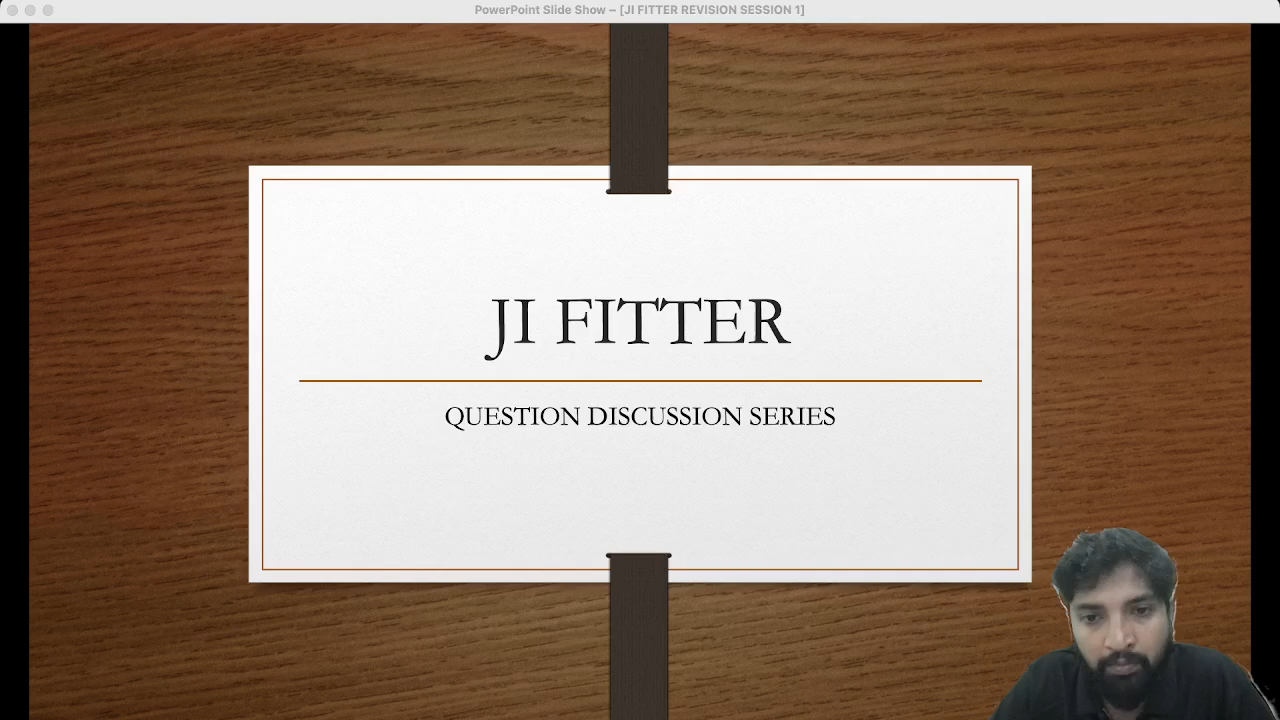 PowerPoint Slide Show – [JI FITTER REVISION SESSION 1]
JI FITTER
QUESTION DISCUSSION SERIES